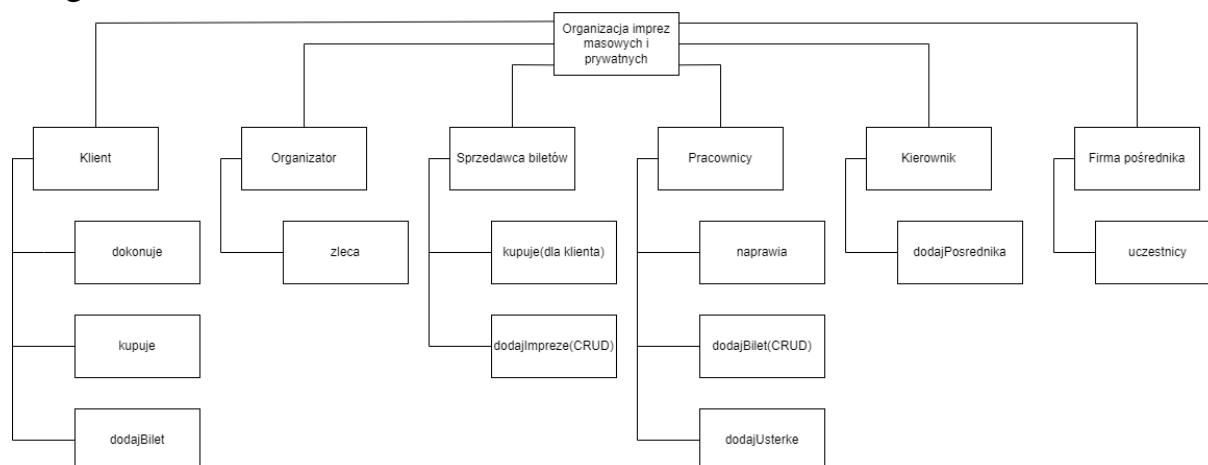 Organizacja imprez
masowych i
prywatnych
Klient
Organizator
Sprzedawca biletów
Pracownicy
Kierownik
Firma pośrednika
dokonuje
zleca
kupuje(dla klienta)
naprawia
dodajPosrednika
uczestnicy
kupuje
dodajImpreze(CRUD)
dodajBilet(CRUD)
dodajBilet
dodajUsterke